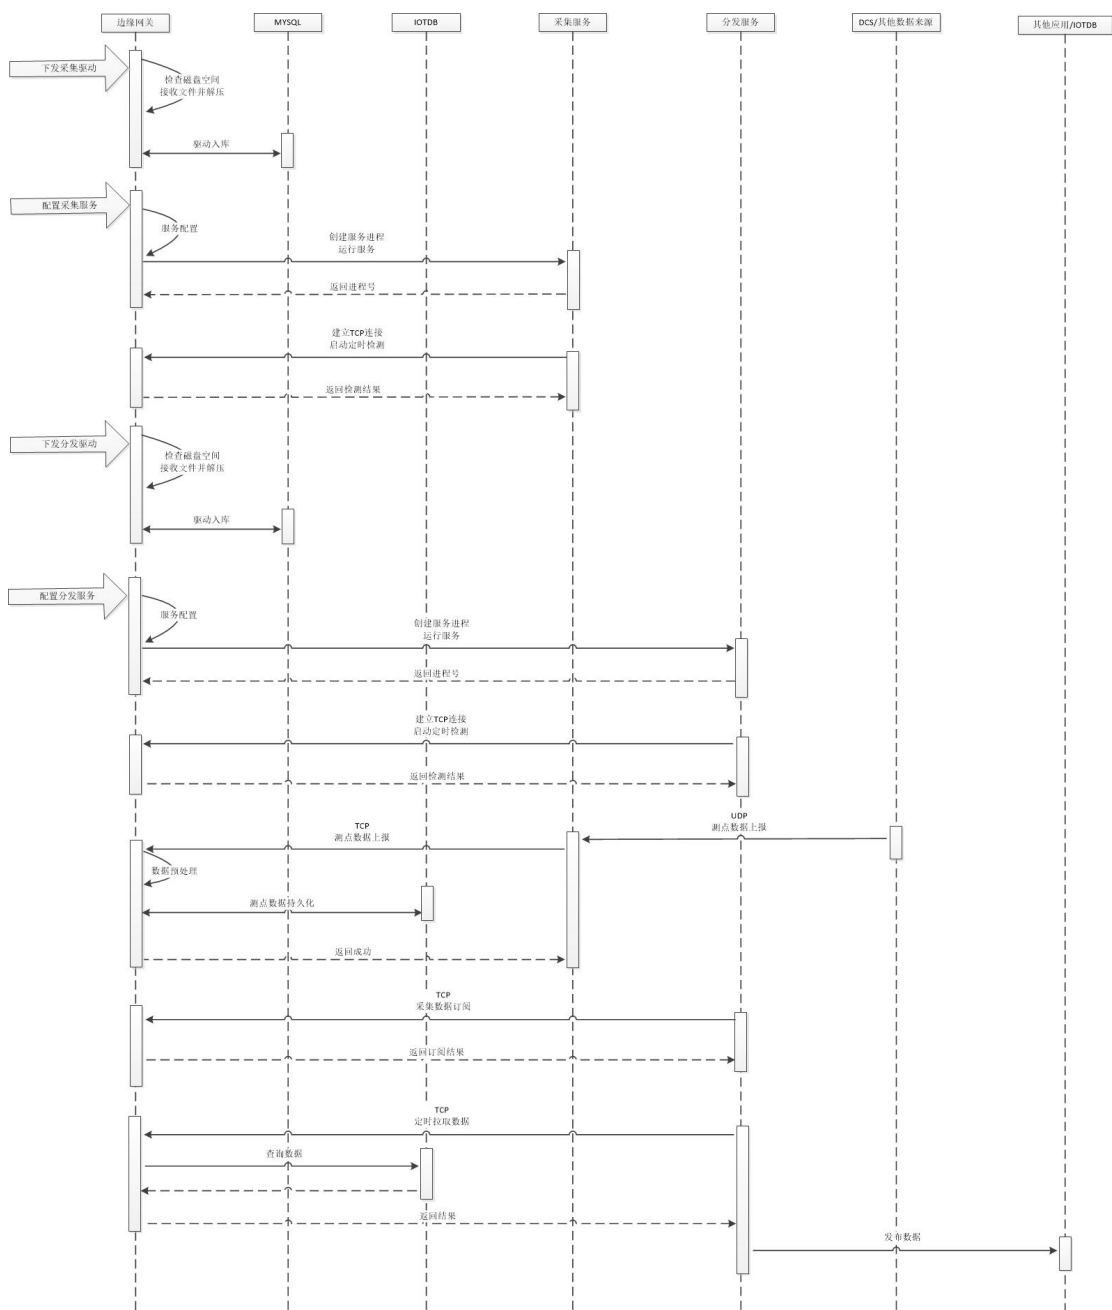 边缘网关
MYSQL
IOTDB
采集服务
分发服务
DCS/其他数据来源
其他应用/IOTDB
下发采集驱动
检查磁盘空间
接收文件并解压
驱动入库
配置采集服务
服务配置
创建服务进程
运行服务
返回进程号
建立TCP连接
启动定时检测
返回检测结果
下发分发驱动
检查磁盘空间
接收文件并解压
驱动入库
配置分发服务
服务配置
创建服务进程
运行服务
返回进程号
建立TCP连接
启动定时检测
返回检测结果
UDP
测点数据上报
TCP
测点数据上报
数据预处理
测点数据持久化
返回成功
TCP
采集数据订阅
返回订阅结果
TCP
定时拉取数据
查询数据
返回结果
发布数据